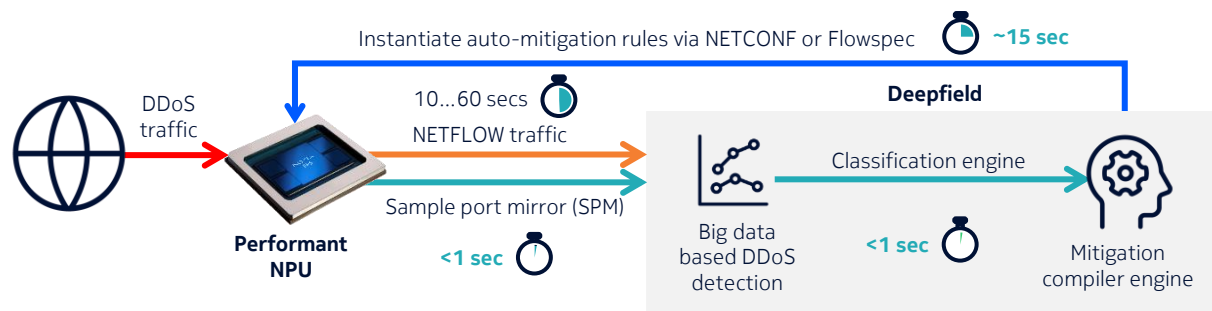 Instantiate auto-mitigation rules via NETCONF or Flowspec
~15 sec
DDoS
traffic
10...60 secs
NETFLOW traffic
Sample port mirror (SPM)
<1 sec
Performant
NPU
Deepfield
Classification engine
<1 sec
Big data
based DDoS
detection
Mitigation
compiler engine